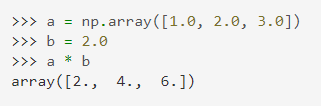 >>> a = np.array([1.0, 2.0, 3.0])
>>> b = 2.0
>>> a * b
array([2., 4., 6.])